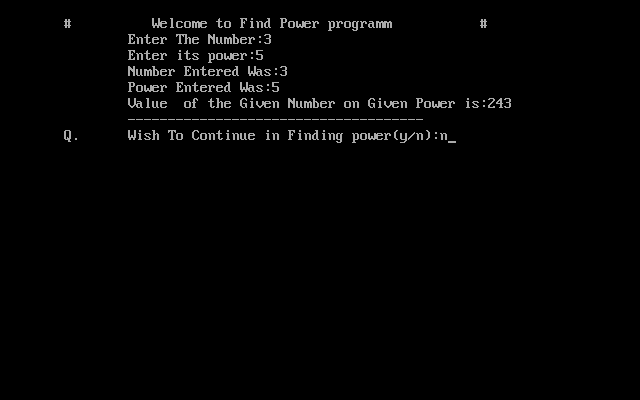 # Welcome to Find Power programm #
Enter The Number:3
Enter its power:5
Number Entered Was:3
Power Entered Was:5
Value  of the Given Number on Given Power is:243
-------------------------------------
Q. Wish To Continue in Finding power(y/n):n_